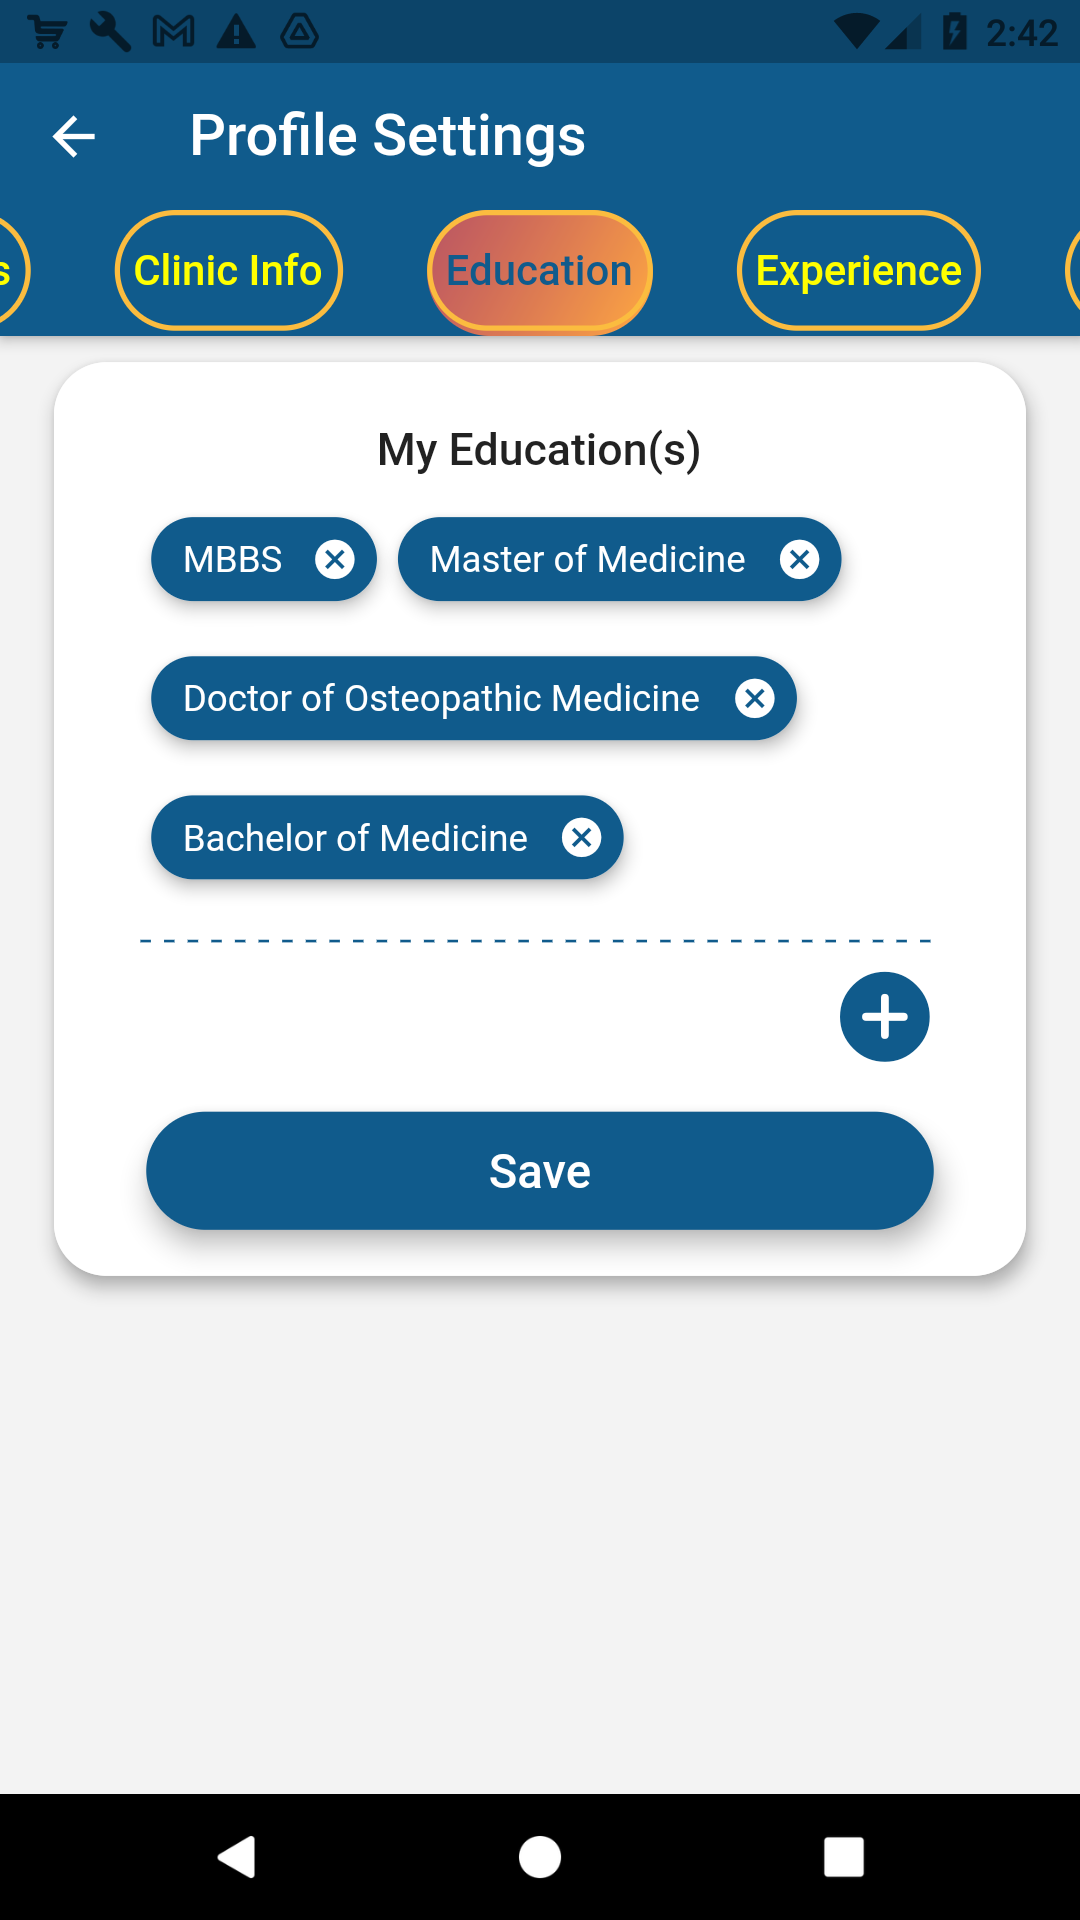 2:42
Profile Settings
s Clinic Info Education Experience
My Education(s)
MBBS Master of Medicine
Doctor of Osteopathic Medicine
Bachelor of Medicine
Save